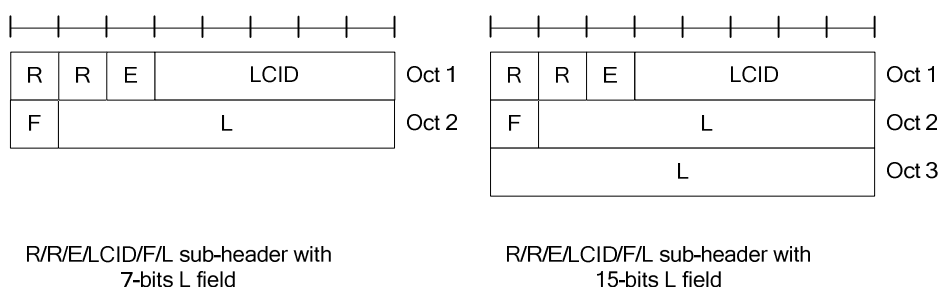 R R E LCID Oct 1
F L Oct 2
R/R/E/LCID/F/L sub-header with
7-bits L field
R R E LCID Oct 1
F L Oct 2
L Oct 3
R/R/E/LCID/F/L sub-header with
15-bits L field